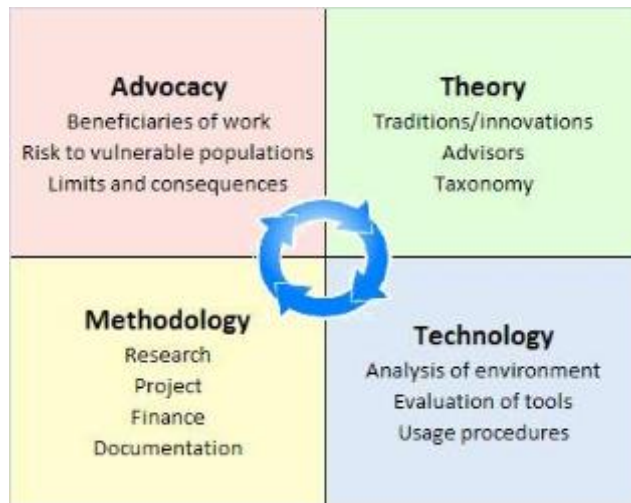 Advocacy
Beneficiaries of work
Risk to vulnerable populations
Limits and consequences
Theory
Traditions/innovations
Advisors
Taxonomy
Methodology
Research
Project
Finance
Documentation
Technology
Analysis of environment
Evaluation of tools
Usage procedures